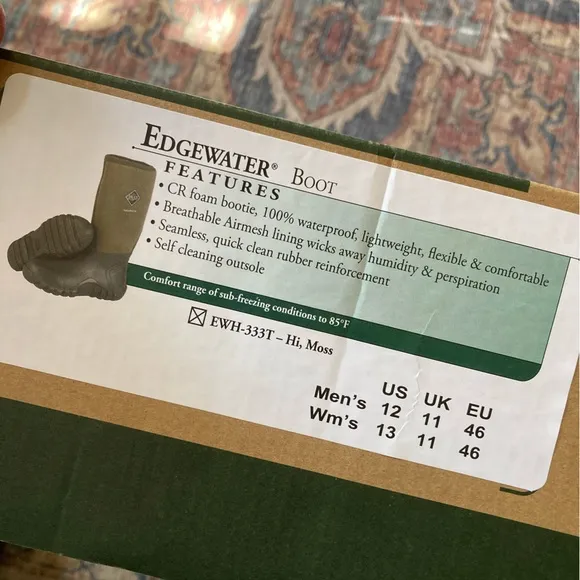 EDGEWATER® BOOT
FEATURES
• CR foam bootie, 100% waterproof, lightweight, flexible & comfortable
• Breathable Airmesh lining wicks away humidity & perspiration
• Seamless, quick clean rubber reinforcement
• Self cleaning outsole
Comfort range of sub-freezing conditions to 85°F
☒ EWH-333T – Hi, Moss
US UK EU
Men's 12 11 46
Wm's 13 11 46